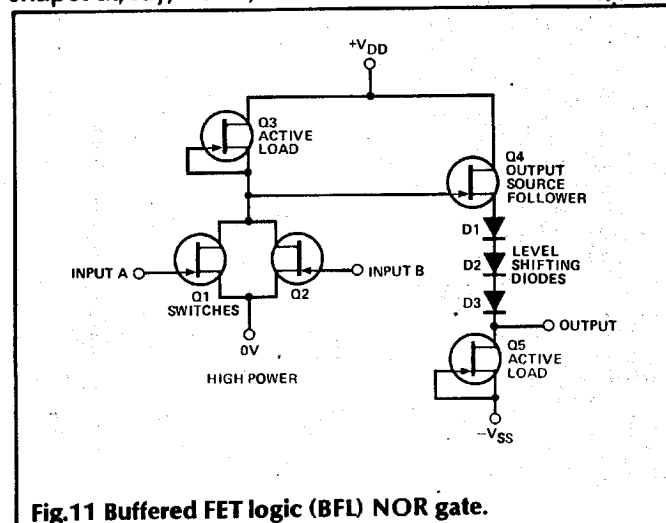 +VDD
Q3
ACTIVE
LOAD
Q4
OUTPUT
SOURCE
FOLLOWER
D1
D2
LEVEL
SHIFTING
DIODES
D3
INPUT A
INPUT B
Q1
Q2
SWITCHES
0V
OUTPUT
Q5
ACTIVE
LOAD
HIGH POWER
-VSS
Fig.11 Buffered FET logic (BFL) NOR gate.